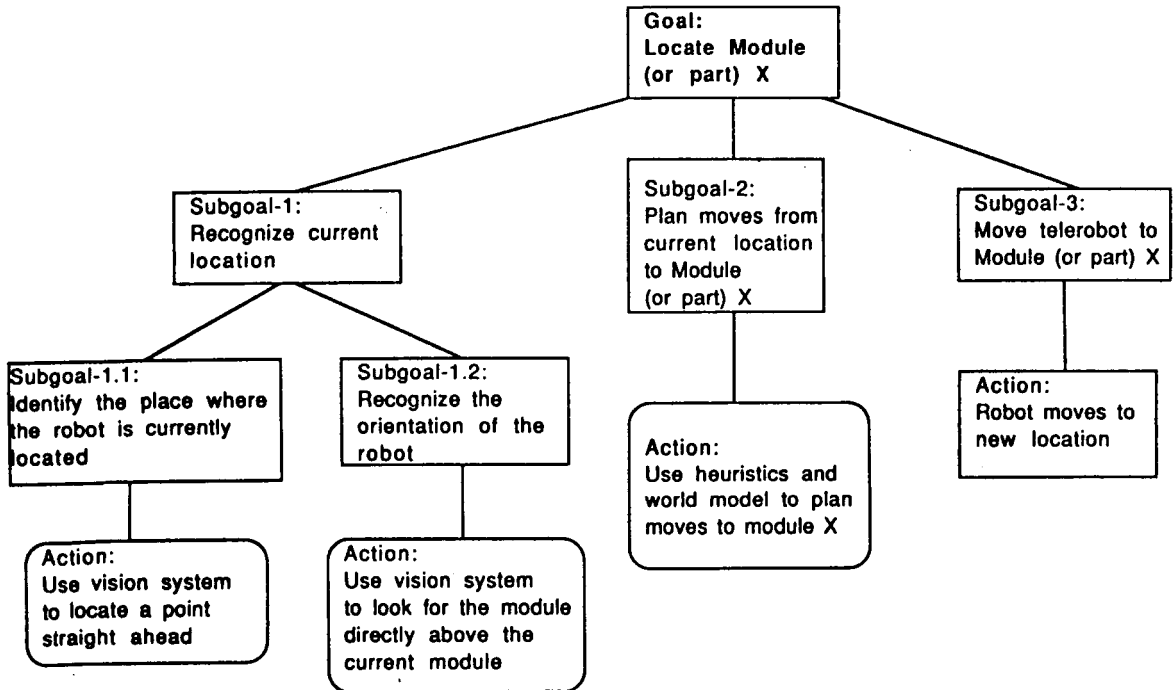 Goal:
Locate Module
(or part) X
Subgoal-1:
Recognize current
location
Subgoal-2:
Plan moves from
current location
to Module
(or part) X
Subgoal-3:
Move telerobot to
Module (or part) X
Subgoal-1.1:
Identify the place where
the robot is currently
located
Subgoal-1.2:
Recognize the
orientation of the
robot
Action:
Use heuristics and
world model to plan
moves to module X
Action:
Robot moves to
new location
Action:
Use vision system
to locate a point
straight ahead
Action:
Use vision system
to look for the module
directly above the
current module